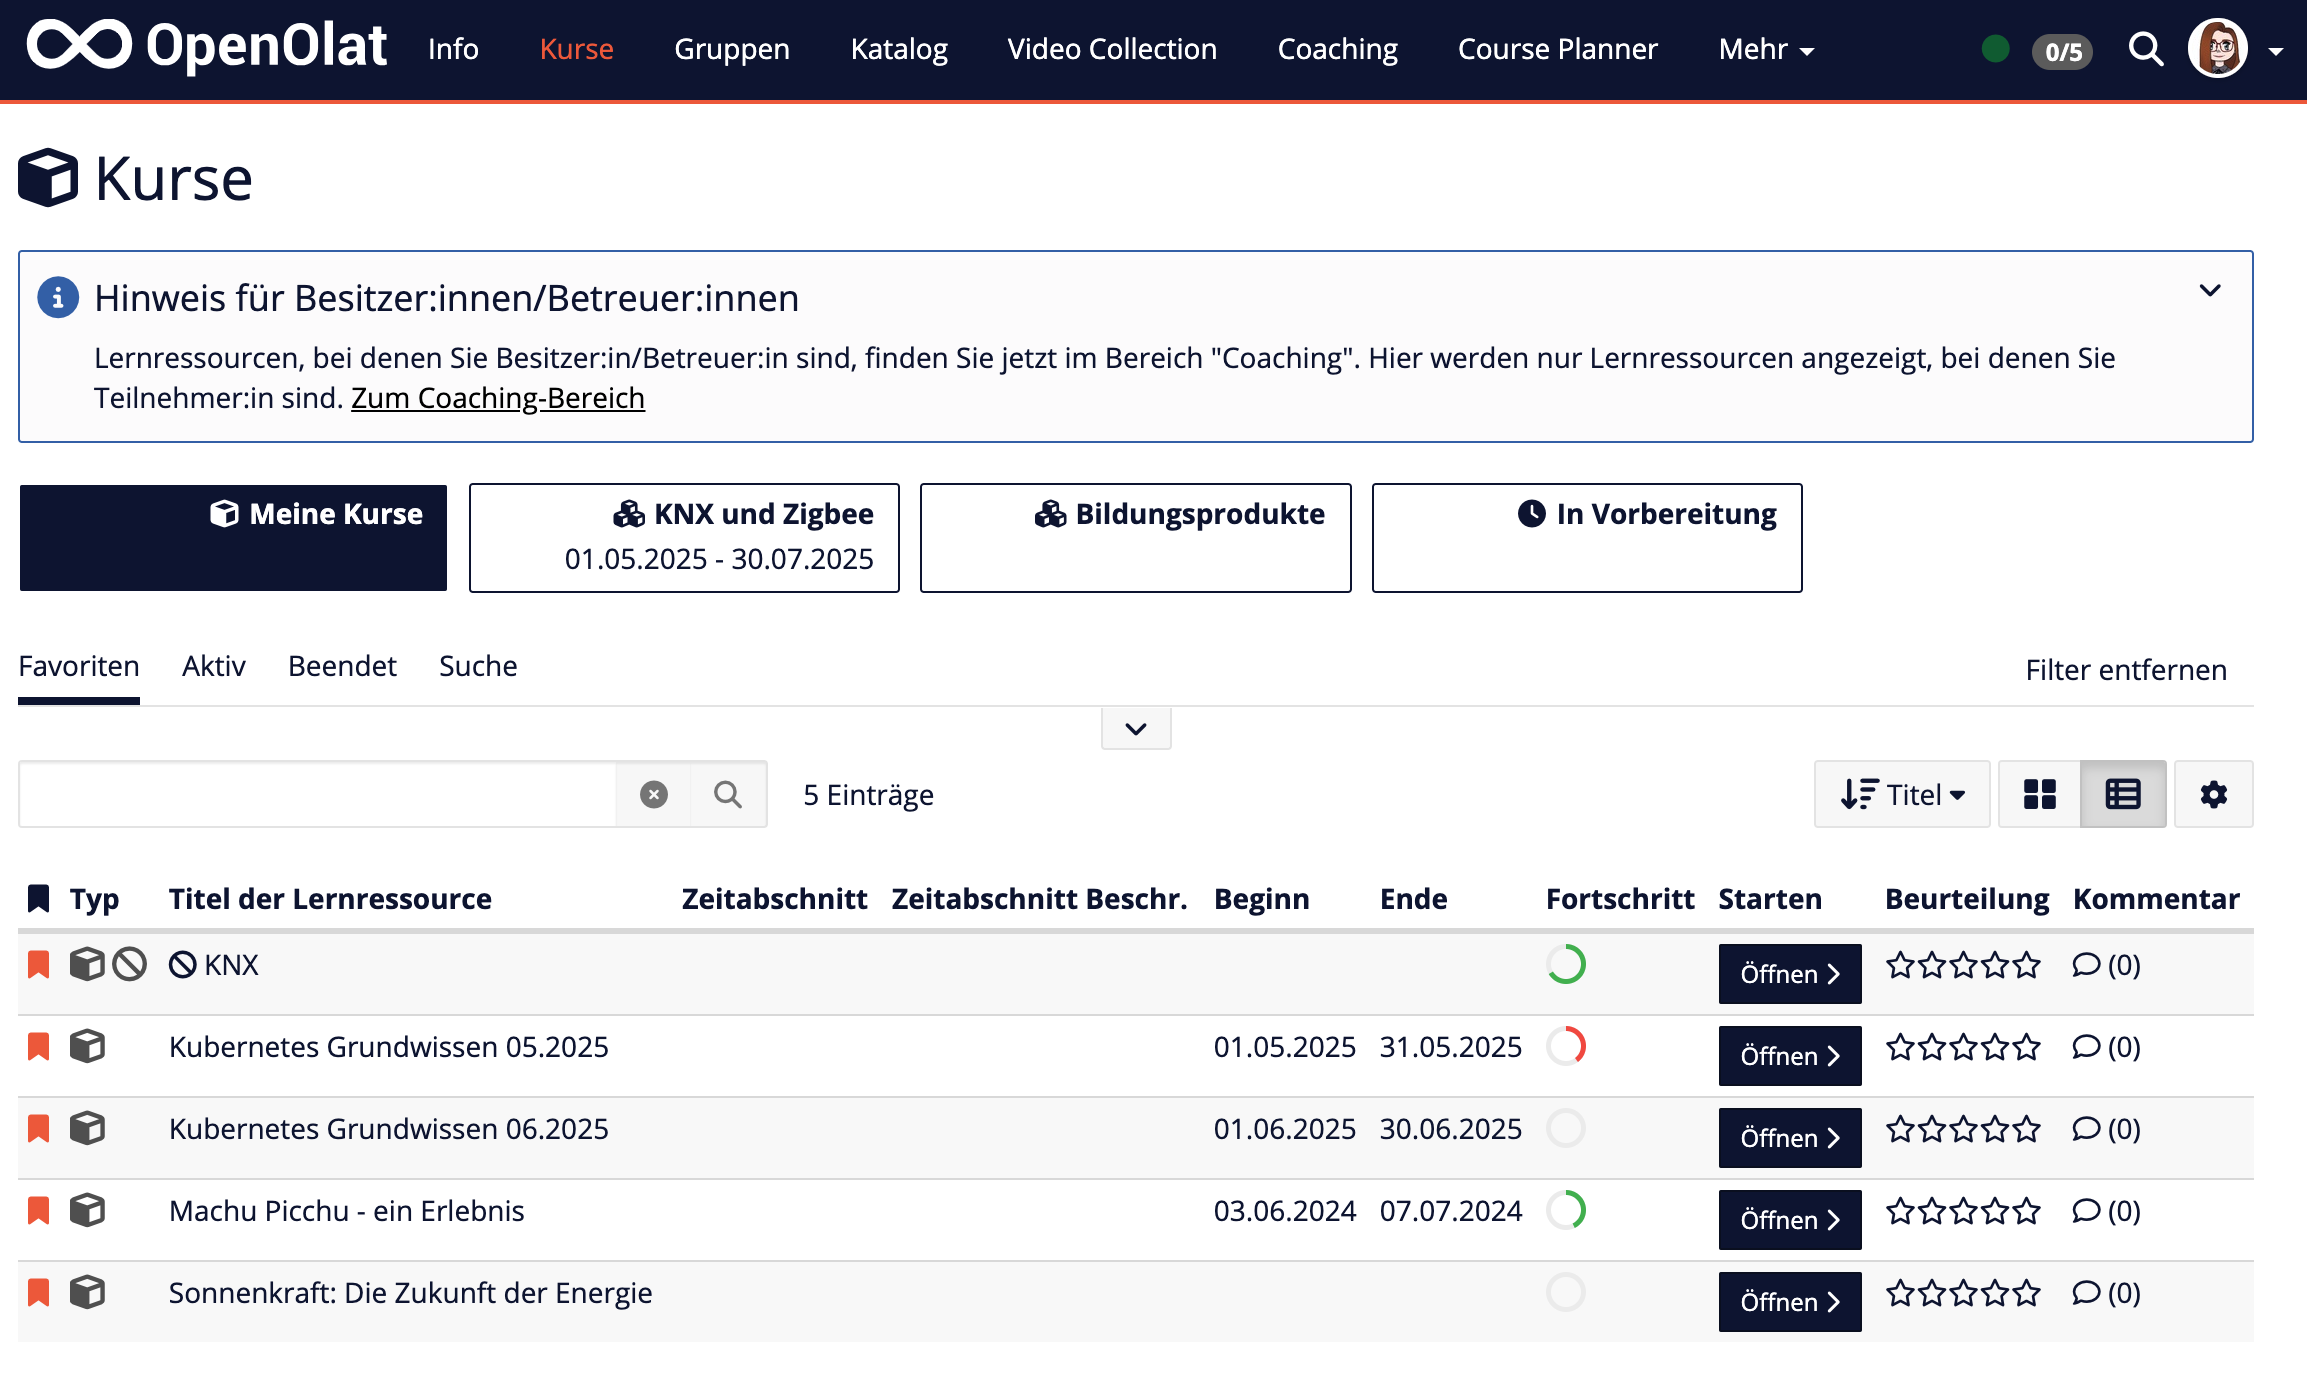 OpenOlat Info Kurse Gruppen Katalog Video Collection Coaching Course Planner Mehr 0/5
Kurse
Hinweis für Besitzer:innen/Betreuer:innen
Lernressourcen, bei denen Sie Besitzer:in/Betreuer:in sind, finden Sie jetzt im Bereich "Coaching". Hier werden nur Lernressourcen angezeigt, bei denen Sie
Teilnehmer:in sind. Zum Coaching-Bereich
Meine Kurse
KNX und Zigbee
01.05.2025 - 30.07.2025
Bildungsprodukte
In Vorbereitung
Favoriten Aktiv Beendet Suche Filter entfernen
5 Einträge Titel
Typ Titel der Lernressource Zeitabschnitt Zeitabschnitt Beschr. Beginn Ende Fortschritt Starten Beurteilung Kommentar
KNX Öffnen (0)
Kubernetes Grundwissen 05.2025 01.05.2025 31.05.2025 Öffnen (0)
Kubernetes Grundwissen 06.2025 01.06.2025 30.06.2025 Öffnen (0)
Machu Picchu - ein Erlebnis 03.06.2024 07.07.2024 Öffnen (0)
Sonnenkraft: Die Zukunft der Energie Öffnen (0)